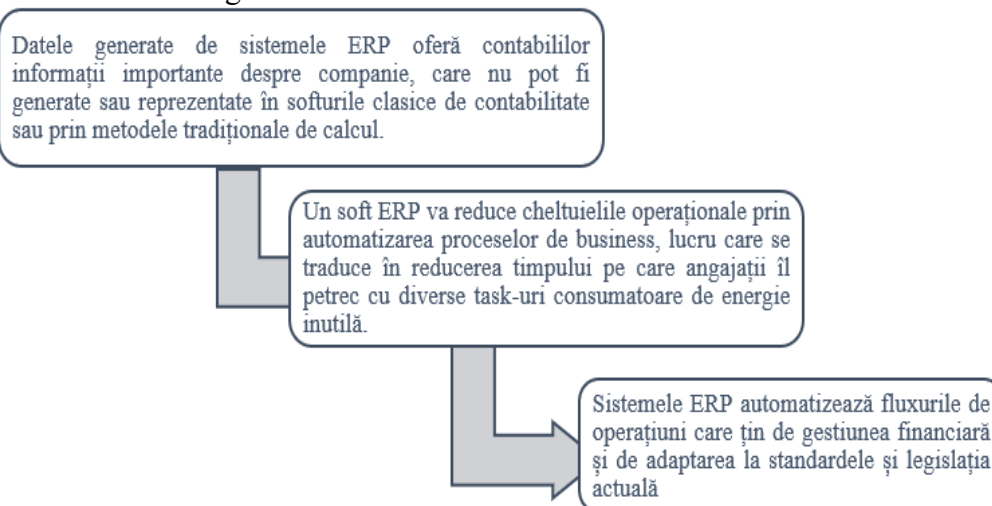 Datele generate de sistemele ERP oferă contabililor
informații importante despre companie, care nu pot fi
generate sau reprezentate în softurile clasice de contabilitate
sau prin metodele tradiționale de calcul.
Un soft ERP va reduce cheltuielile operaționale prin
automatizarea proceselor de business, lucru care se
traduce în reducerea timpului pe care angajații îl
petrec cu diverse task-uri consumatoare de energie
inutilă.
Sistemele ERP automatizează fluxurile de
operațiuni care țin de gestiunea financiară
și de adaptarea la standardele și legislația
actuală